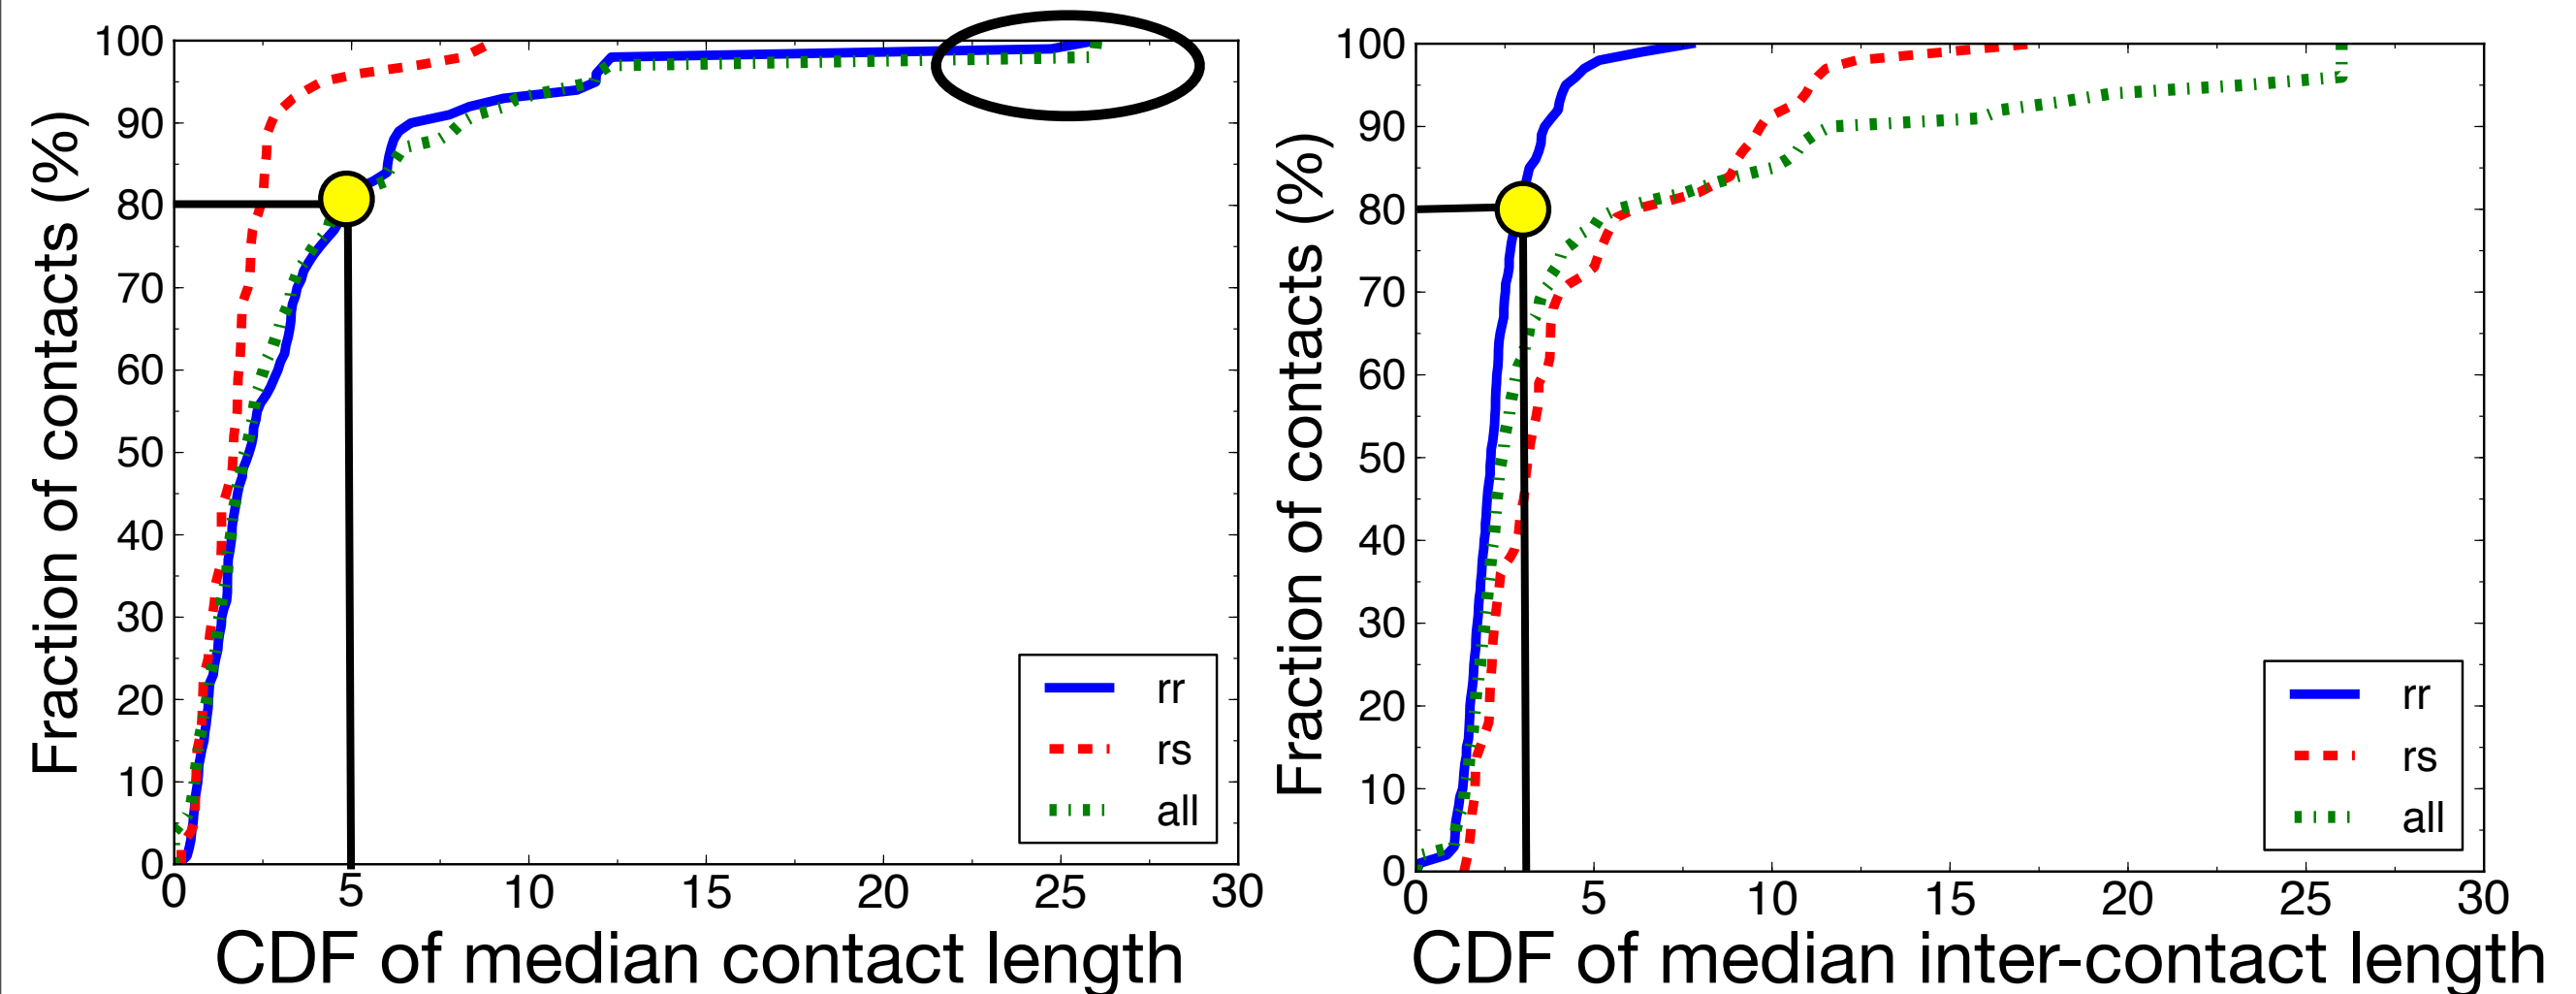 Fraction of contacts (%)
100
90
80
70
60
50
40
30
20
10
0
0 5 10 15 20 25 30
rr
rs
all
CDF of median contact length
Fraction of contacts (%)
100
90
80
70
60
50
40
30
20
10
0
0 5 10 15 20 25 30
rr
rs
all
CDF of median inter-contact length